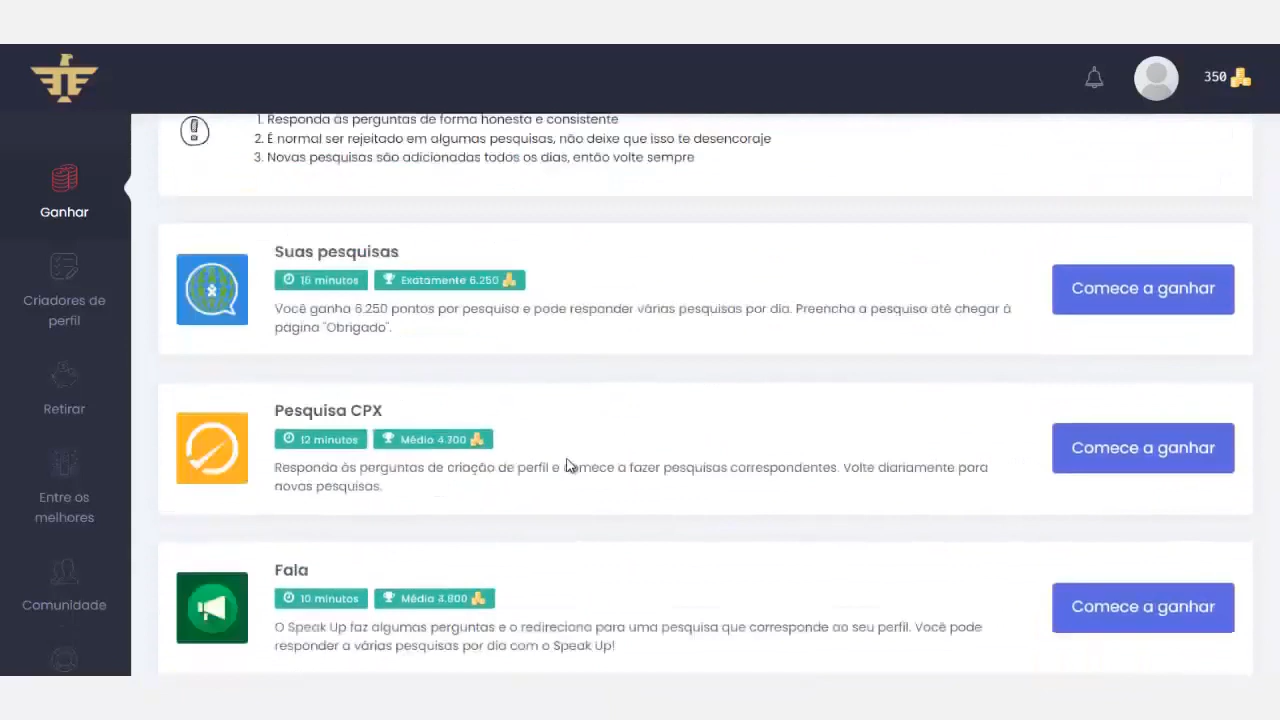 350
1. Responda às perguntas de forma honesta e consistente
2. É normal ser rejeitado em algumas pesquisas, não deixe que isso te desencoraje
3. Novas pesquisas são adicionadas todos os dias, então volte sempre
Ganhar
Criadores de
perfil
Retirar
Entre os
melhores
Comunidade
Suas pesquisas
15 minutos Exatamente 6.250
Você ganha 6.250 pontos por pesquisa e pode responder várias pesquisas por dia. Preencha a pesquisa até chegar à
página "Obrigado".
Comece a ganhar
Pesquisa CPX
12 minutos Médio 4.300
Responda às perguntas de criação de perfil e comece a fazer pesquisas correspondentes. Volte diariamente para
novas pesquisas.
Comece a ganhar
Fala
10 minutos Média 4.800
O Speak Up faz algumas perguntas e o redireciona para uma pesquisa que corresponde ao seu perfil. Você pode
responder a várias pesquisas por dia com o Speak Up!
Comece a ganhar